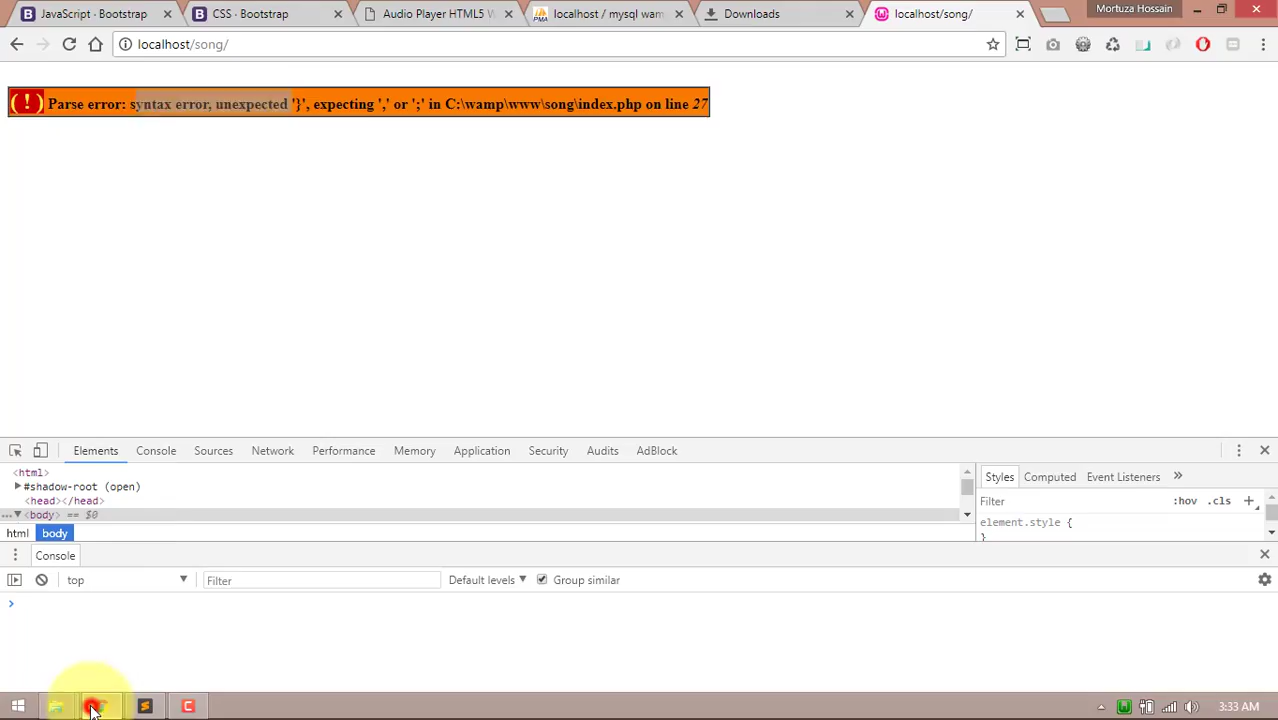 JavaScript · Bootstrap
CSS · Bootstrap
Audio Player HTML5 W
localhost / mysql wam
Downloads
localhost/song/
Mortuza Hossain
localhost/song/
( ! ) Parse error: syntax error, unexpected '}', expecting ',' or ';' in C:\wamp\www\song\index.php on line 27
Elements Console Sources Network Performance Memory Application Security Audits AdBlock
<html>
#shadow-root (open)
<head></head>
<body> == $0
html body
Styles Computed Event Listeners »
Filter :hov .cls +
element.style {
}
Console
top Filter Default levels Group similar
3:33 AM